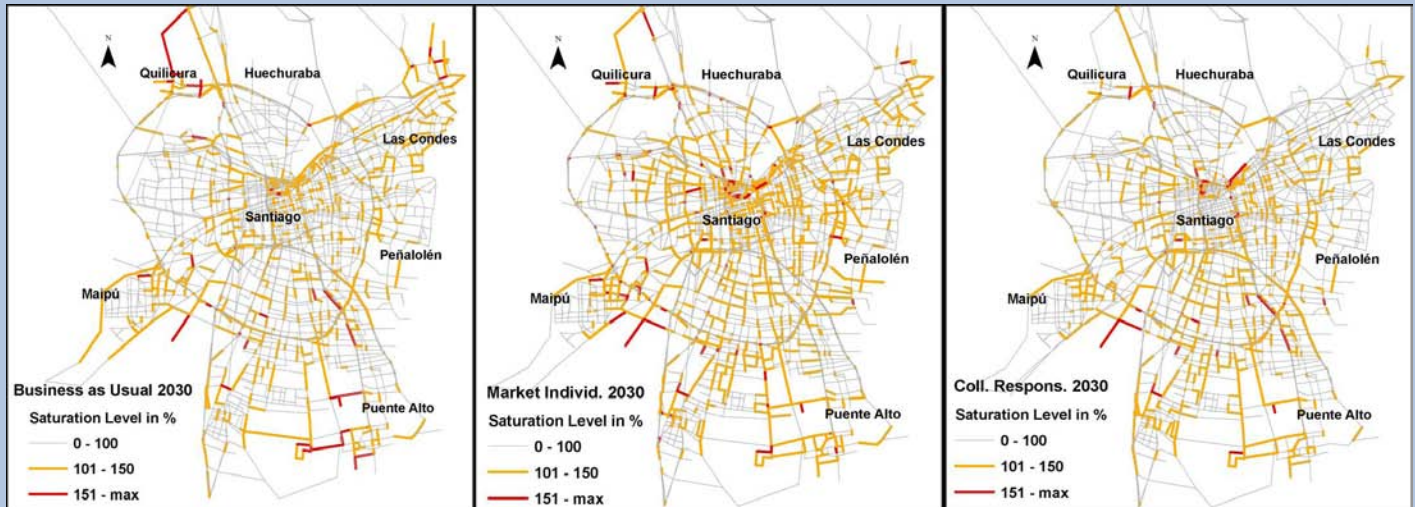 N
Quilicura
Huechuraba
Las Condes
Santiago
Peñalolén
Maipú
Business as Usual 2030
Saturation Level in %
0 - 100
101 - 150
151 - max
Puente Alto
N
Quilicura
Huechuraba
Las Condes
Santiago
Peñalolén
Maipú
Market Individ. 2030
Saturation Level in %
0 - 100
101 - 150
151 - max
Puente Alto
N
Quilicura
Huechuraba
Las Condes
Santiago
Peñalolén
Maipú
Coll. Respons. 2030
Saturation Level in %
0 - 100
101 - 150
151 - max
Puente Alto